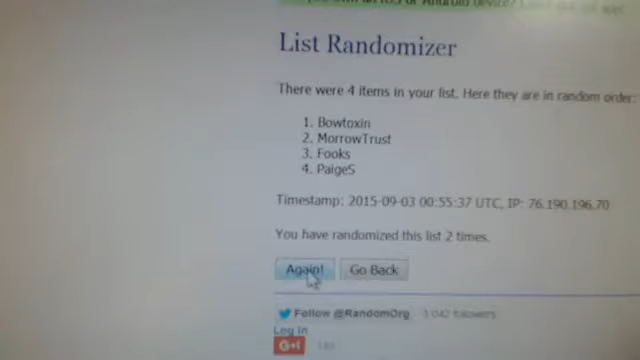 List Randomizer
There were 4 items in your list. Here they are in random order:
1. Bowtoxin
2. MorrowTrust
3. Fooks
4. PaigeS
Timestamp: 2015-09-03 00:55:37 UTC, IP: 76.190.196.70
You have randomized this list 2 times.
Again! Go Back
Follow @RandomOrg
Log in
G+1